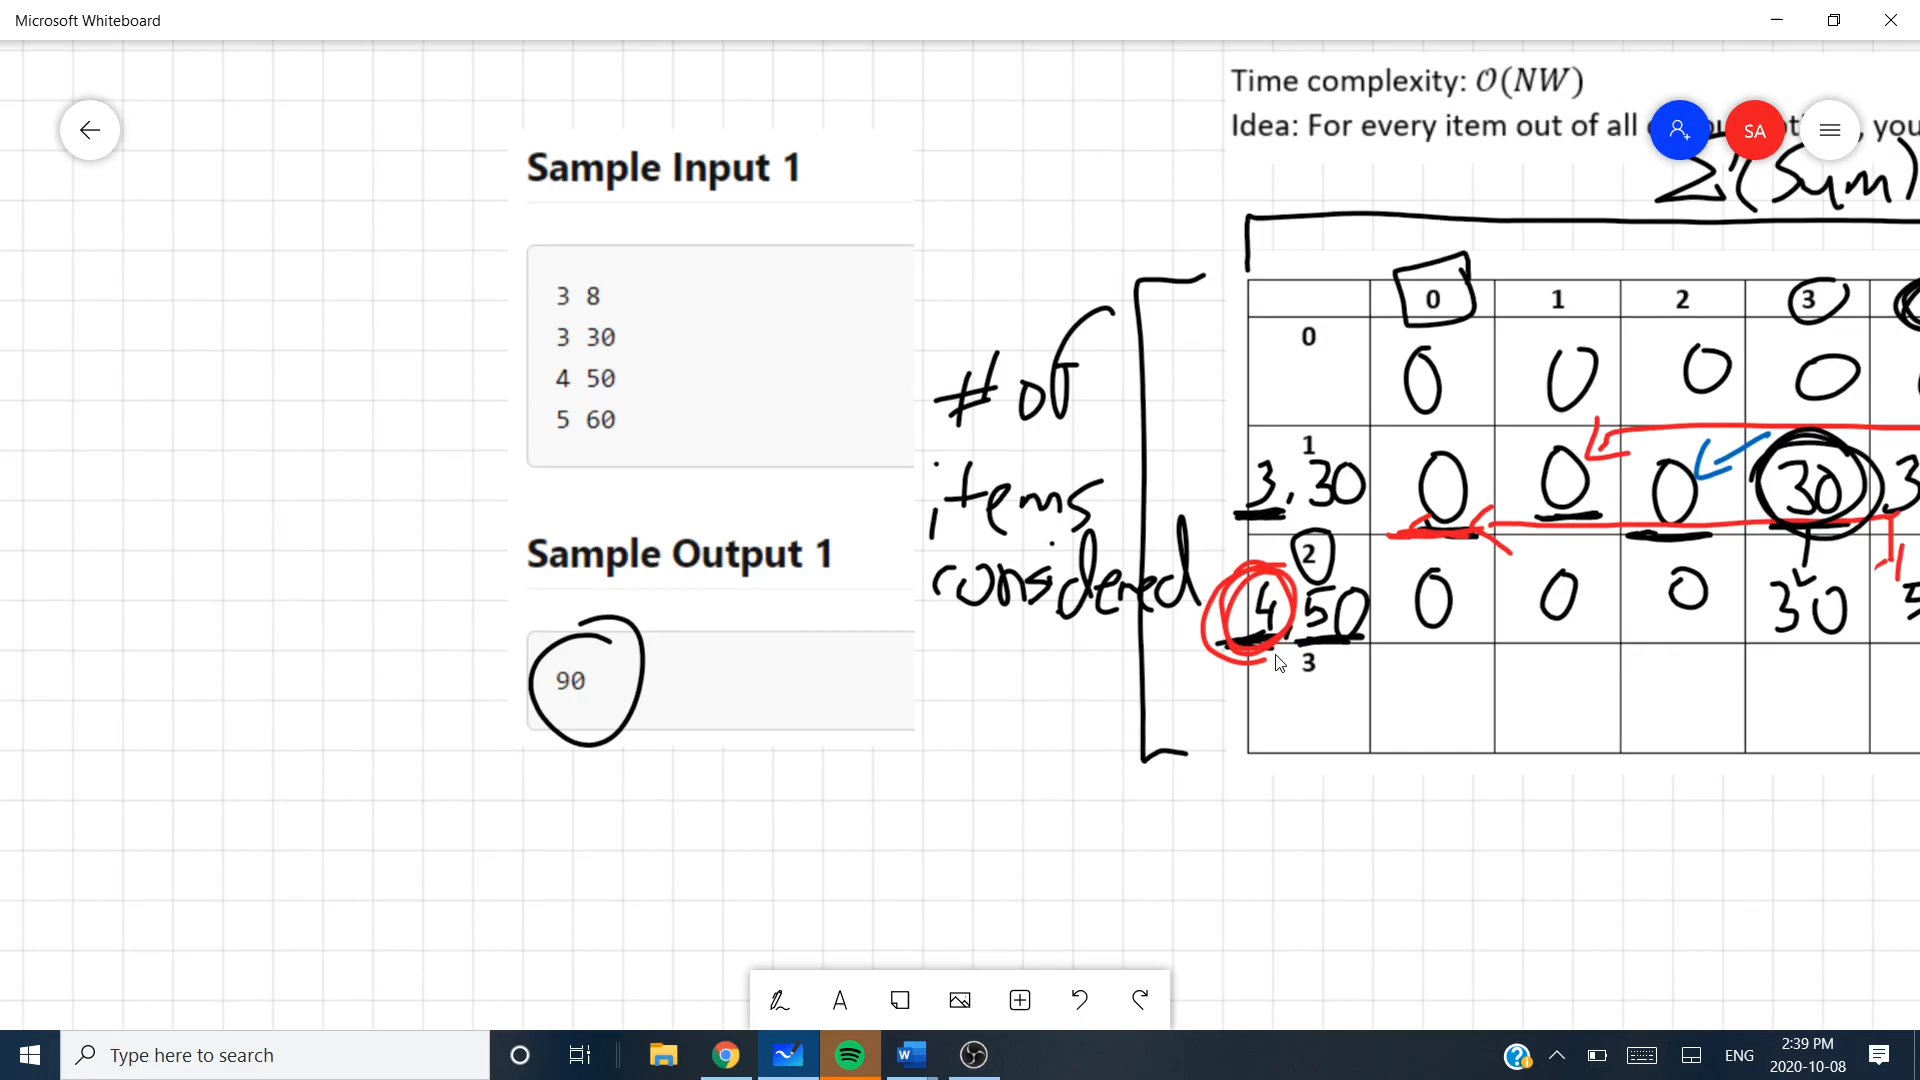 Microsoft Whiteboard
Time complexity: O(NW)
Idea: For every item out of all
you
SA
Σ (Sum)
Sample Input 1
3 8
3 30
4 50
5 60
Sample Output 1
90
# of
items
considered
0 1 2 3
0
0 0 0 0
1
3, 30 0 0 0 30 3
2
4, 50 0 0 0 30 5
3
Type here to search
ENG
2:39 PM
2020-10-08